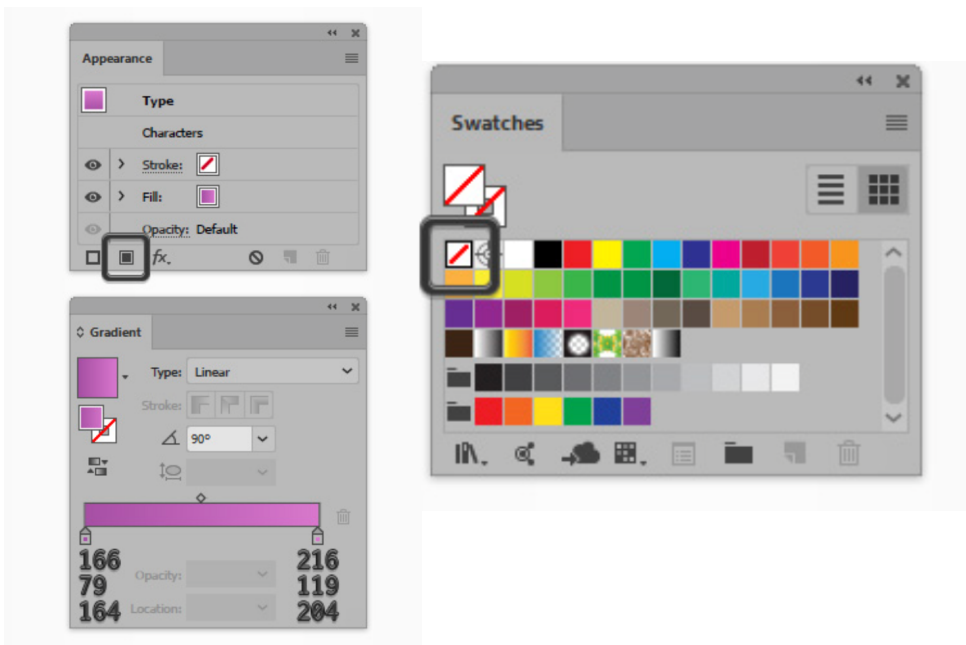 Appearance
Type
Characters
Stroke:
Fill:
Opacity: Default
fx.
Gradient
Type: Linear
Stroke:
90°
166
79
164
Opacity:
Location:
216
119
204
Swatches